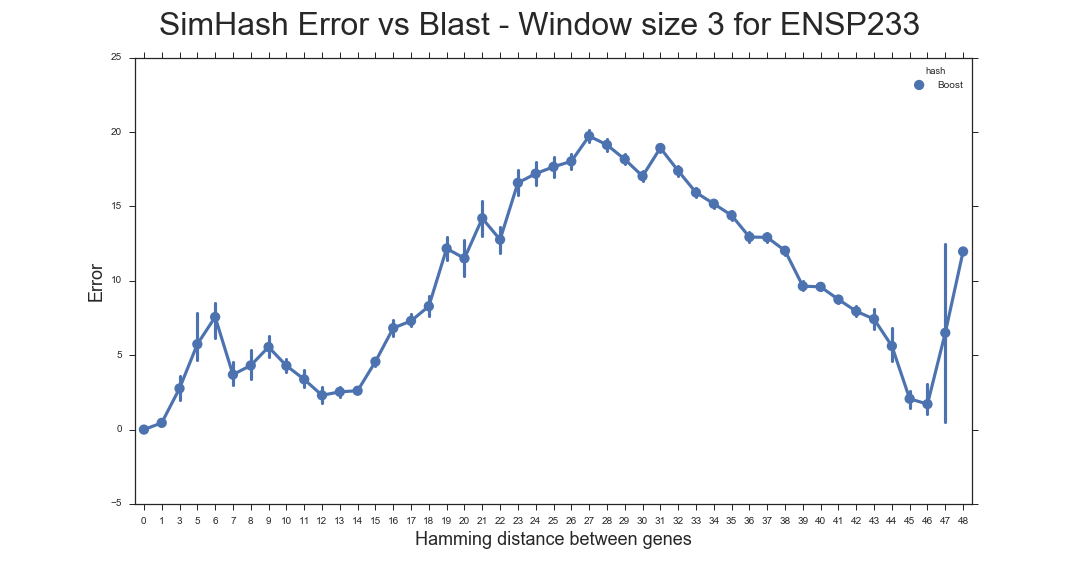 SimHash Error vs Blast - Window size 3 for ENSP233
25
20
15
10
5
0
−5
Error
hash
Boost
0 1 3 5 6 7 8 9 10 11 12 13 14 15 16 17 18 19 20 21 22 23 24 25 26 27 28 29 30 31 32 33 34 35 36 37 38 39 40 41 42 43 44 45 46 47 48
Hamming distance between genes